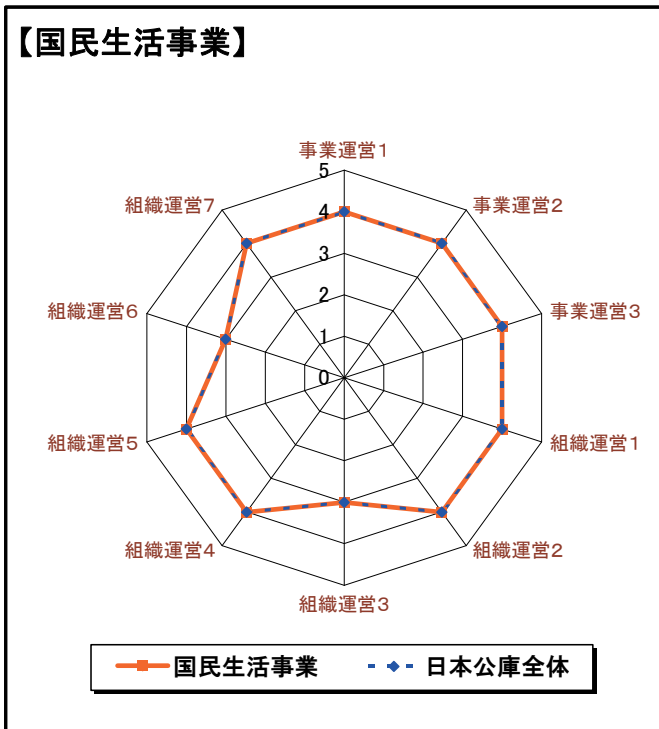 【国民生活事業】
事業運営1
事業運営2
事業運営3
組織運営1
組織運営2
組織運営3
組織運営4
組織運営5
組織運営6
組織運営7
5
4
3
2
1
0
国民生活事業
日本公庫全体